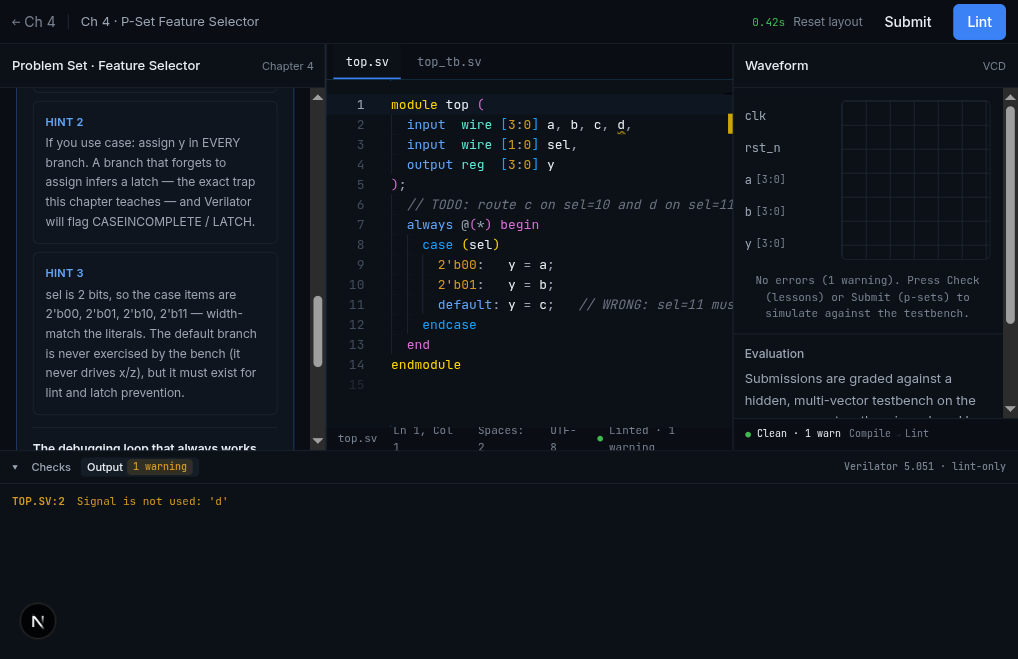 ← Ch 4
Ch 4 · P-Set Feature Selector
0.42s Reset layout Submit Lint
Problem Set · Feature Selector
Chapter 4
HINT 2
If you use case: assign y in EVERY
branch. A branch that forgets to
assign infers a latch — the exact trap
this chapter teaches — and Verilator
will flag CASEINCOMPLETE / LATCH.
HINT 3
sel is 2 bits, so the case items are
2'b00, 2'b01, 2'b10, 2'b11 — width-
match the literals. The default branch
is never exercised by the bench (it
never drives x/z), but it must exist for
lint and latch prevention.
The debugging loop that always works
top.sv top_tb.sv
1 module top (
2 input wire [3:0] a, b, c, d,
3 input wire [1:0] sel,
4 output reg [3:0] y
5 );
6 // TODO: route c on sel=10 and d on sel=11
7 always @(*) begin
8 case (sel)
9 2'b00: y = a;
10 2'b01: y = b;
11 default: y = c; // WRONG: sel=11 mus
12 endcase
13 end
14 endmodule
15
top.sv
Ln 1, Col
1
Spaces:
2
UTF-
8
Linted · 1
warning
Waveform
VCD
clk
rst_n
a [3:0]
b [3:0]
y [3:0]
No errors (1 warning). Press Check
(lessons) or Submit (p-sets) to
simulate against the testbench.
Evaluation
Submissions are graded against a
hidden, multi-vector testbench on the
Clean · 1 warn Compile · Lint
▾ Checks Output 1 warning
Verilator 5.051 · lint-only
TOP.SV:2 Signal is not used: 'd'
N